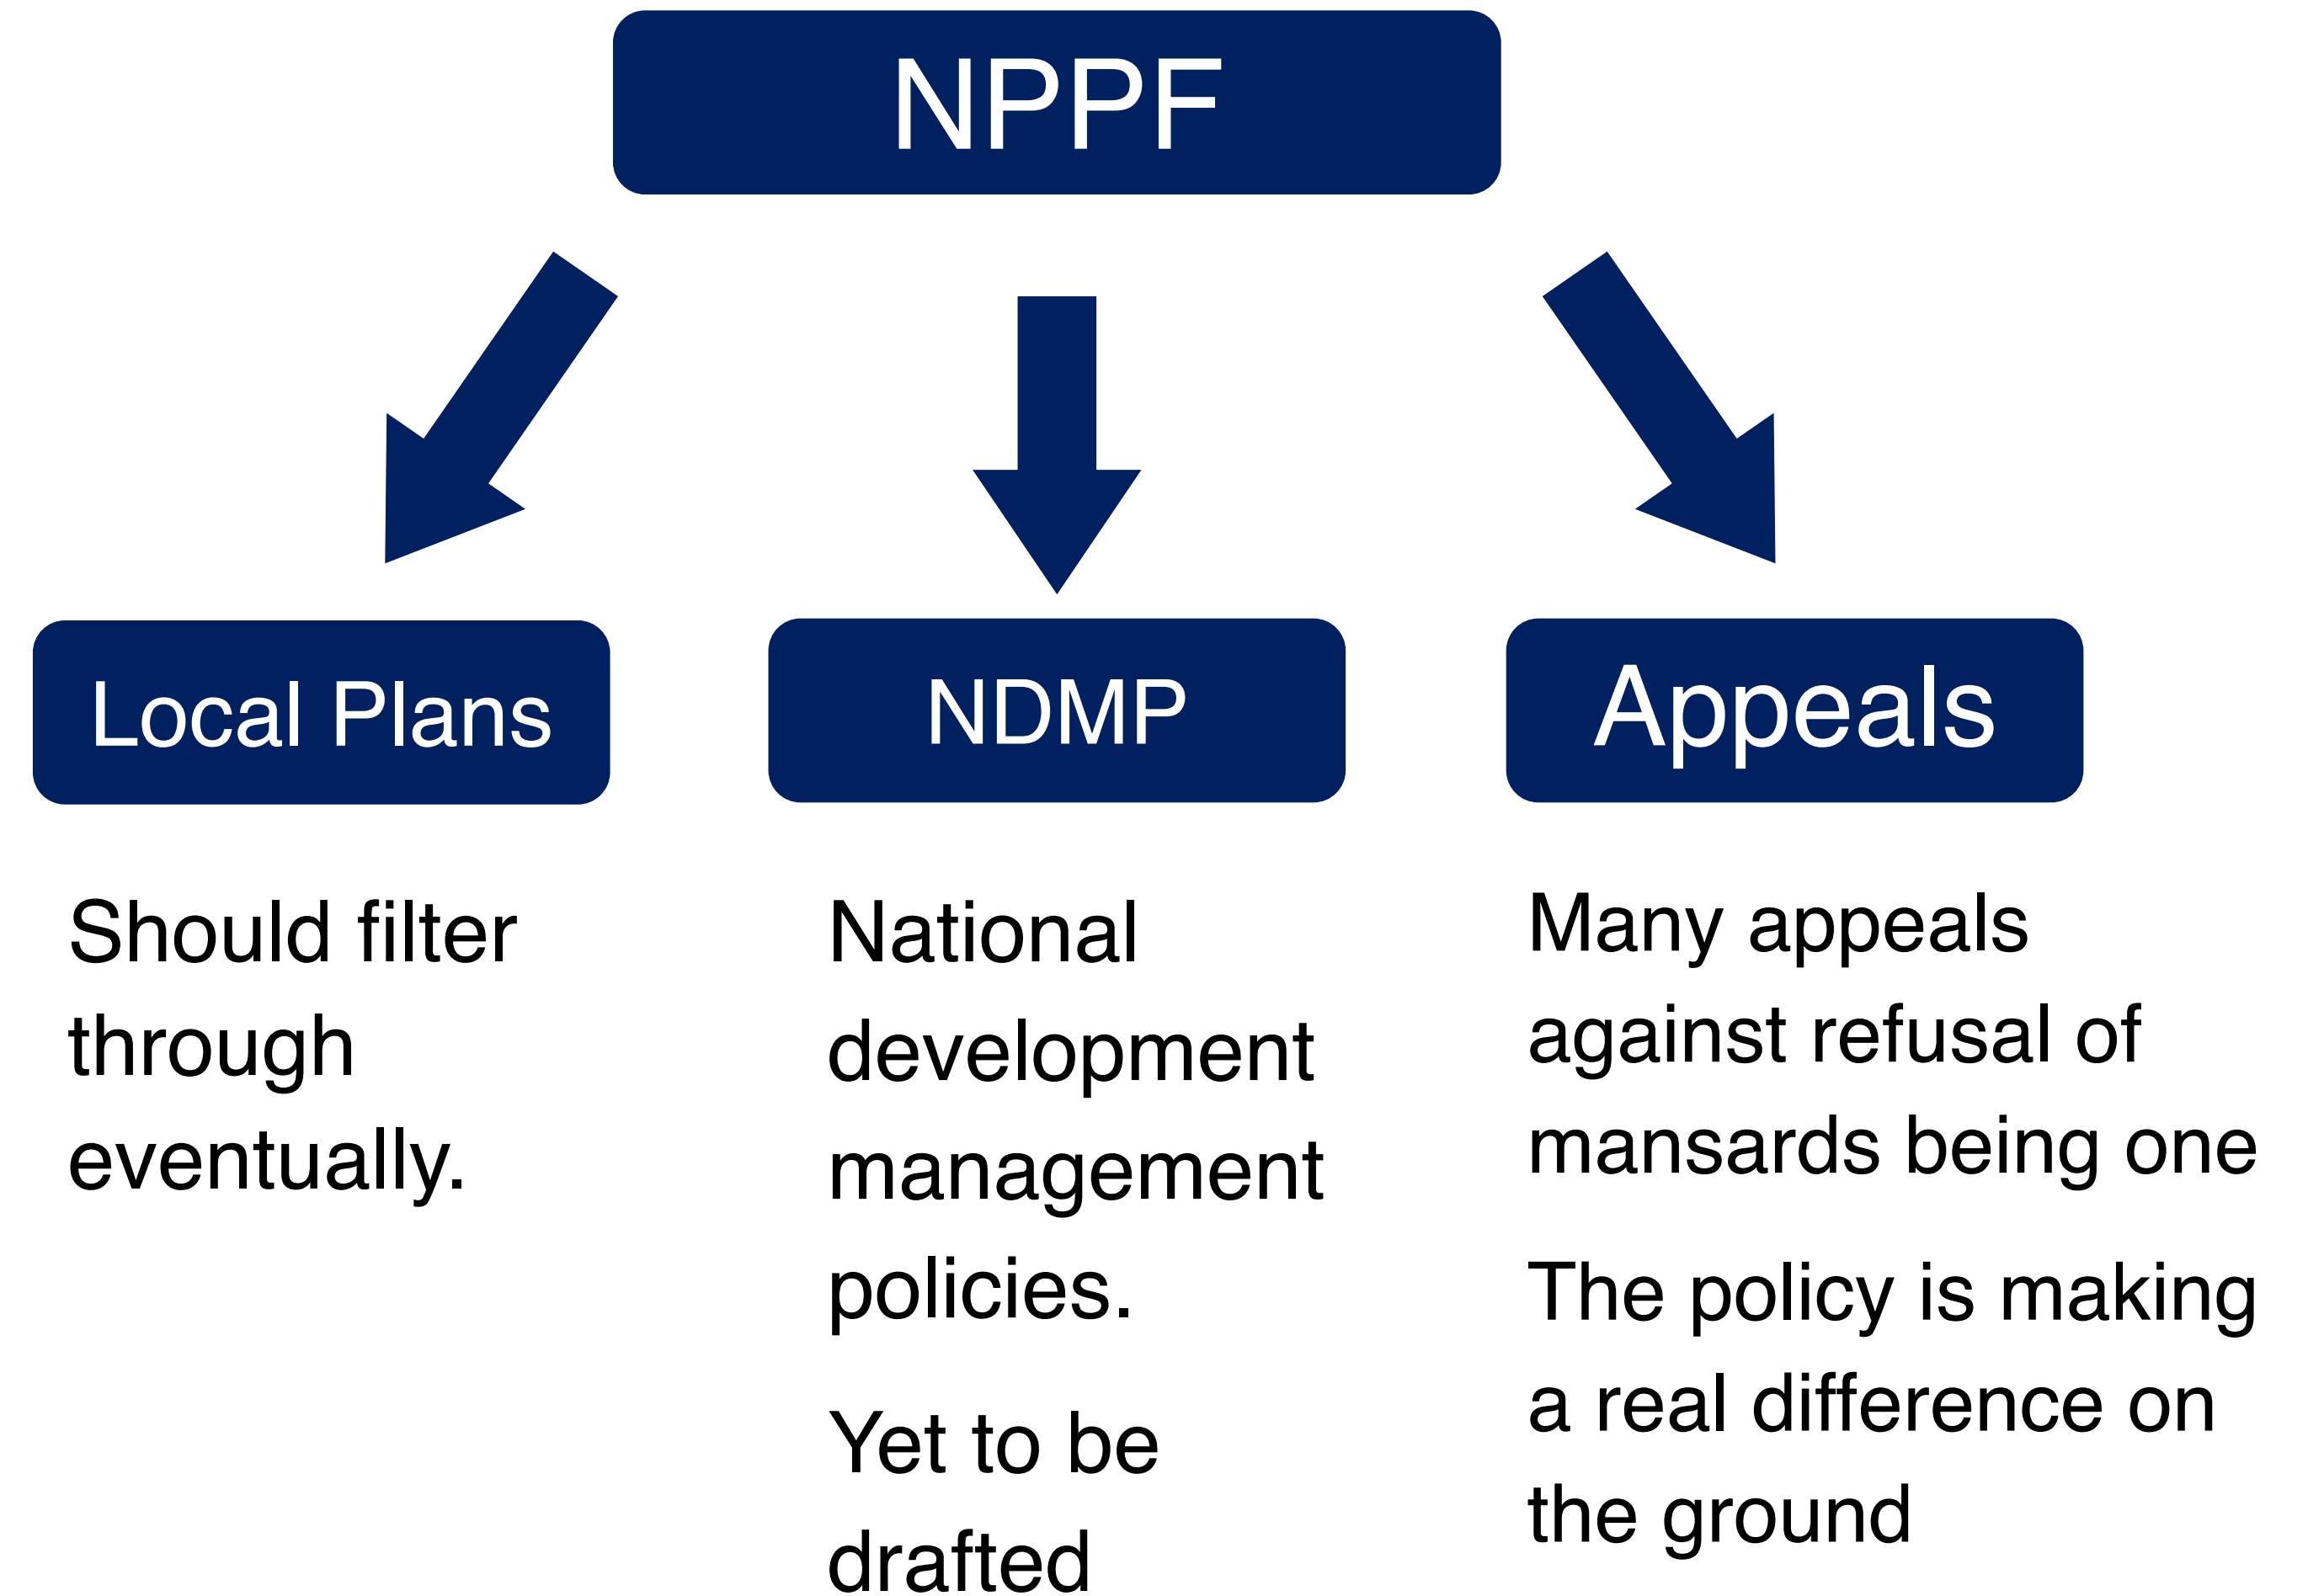 NPPF
Local Plans
Should filter
through
eventually.
NDMP
National
development
management
policies.
Yet to be
drafted
Appeals
Many appeals
against refusal of
mansards being one
The policy is making
a real difference on
the ground